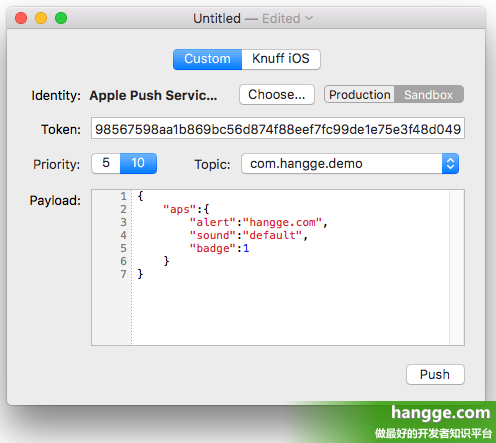 Untitled — Edited
Custom Knuff iOS
Identity: Apple Push Servic... Choose... Production Sandbox
Token: 98567598aa1b869bc56d874f88eef7fc99de1e75e3f48d049
Priority: 5 10 Topic: com.hangge.demo
Payload:
1 {
2 "aps":{
3 "alert":"hangge.com",
4 "sound":"default",
5 "badge":1
6 }
7 }
Push
hangge.com
做最好的开发者知识平台